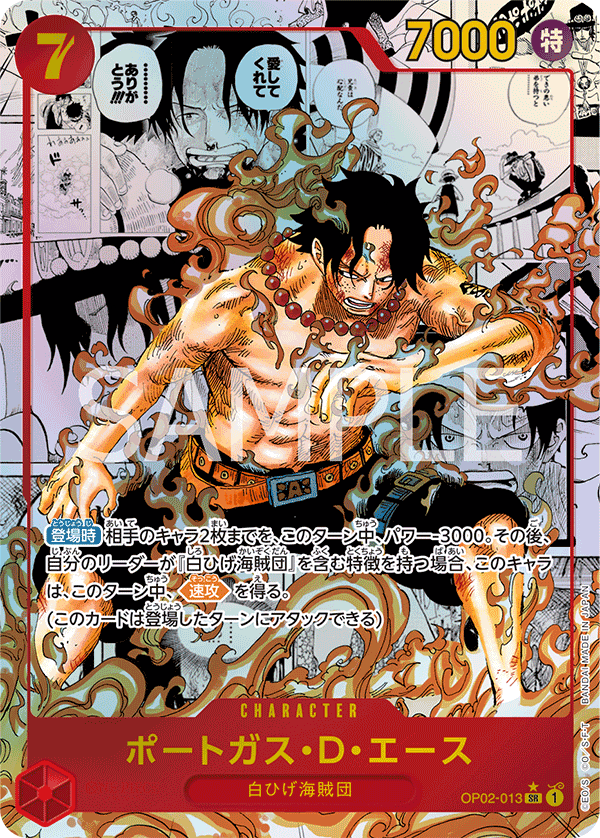 7
7000
特
………
ありが
とう!!!
愛して
くれて
SAMPLE
登場時 相手のキャラ2枚までを、このターン中、パワー-3000。その後、
自分のリーダーが『白ひげ海賊団』を含む特徴を持つ場合、このキャラ
は、このターン中、速攻を得る。
(このカードは登場したターンにアタックできる)
CHARACTER
ポートガス・D・エース
白ひげ海賊団
OP02-013 SR ★ 1
©E.O./S. ©O./S.・F・T BANDAI MADE IN JAPAN